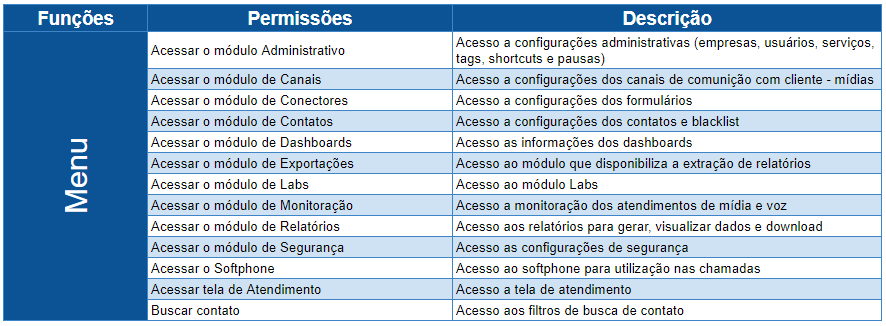 Funções Permissões Descrição
Menu
Acessar o módulo Administrativo Acesso a configurações administrativas (empresas, usuários, serviços,
tags, shortcuts e pausas)
Acessar o módulo de Canais Acesso a configurações dos canais de comunição com cliente - mídias
Acessar o módulo de Conectores Acesso a configurações dos formulários
Acessar o módulo de Contatos Acesso a configurações dos contatos e blacklist
Acessar o módulo de Dashboards Acesso as informações dos dashboards
Acessar o módulo de Exportações Acesso ao módulo que disponibiliza a extração de relatórios
Acessar o módulo de Labs Acesso ao módulo Labs
Acessar o módulo de Monitoração Acesso a monitoração dos atendimentos de mídia e voz
Acessar o módulo de Relatórios Acesso aos relatórios para gerar, visualizar dados e download
Acessar o módulo de Segurança Acesso as configurações de segurança
Acessar o Softphone Acesso ao softphone para utilização nas chamadas
Acessar tela de Atendimento Acesso a tela de atendimento
Buscar contato Acesso aos filtros de busca de contato